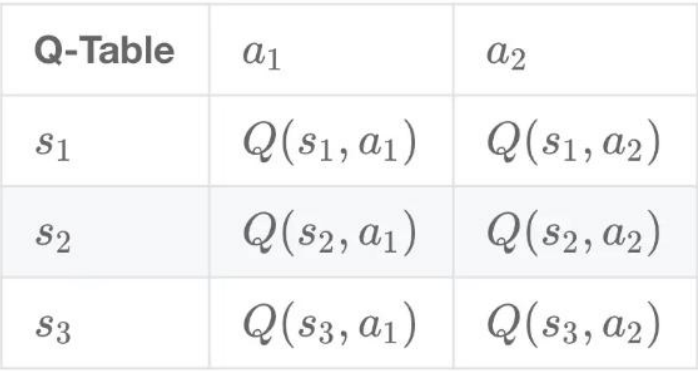 Q-Table a₁ a₂
s₁ Q(s₁, a₁) Q(s₁, a₂)
s₂ Q(s₂, a₁) Q(s₂, a₂)
s₃ Q(s₃, a₁) Q(s₃, a₂)